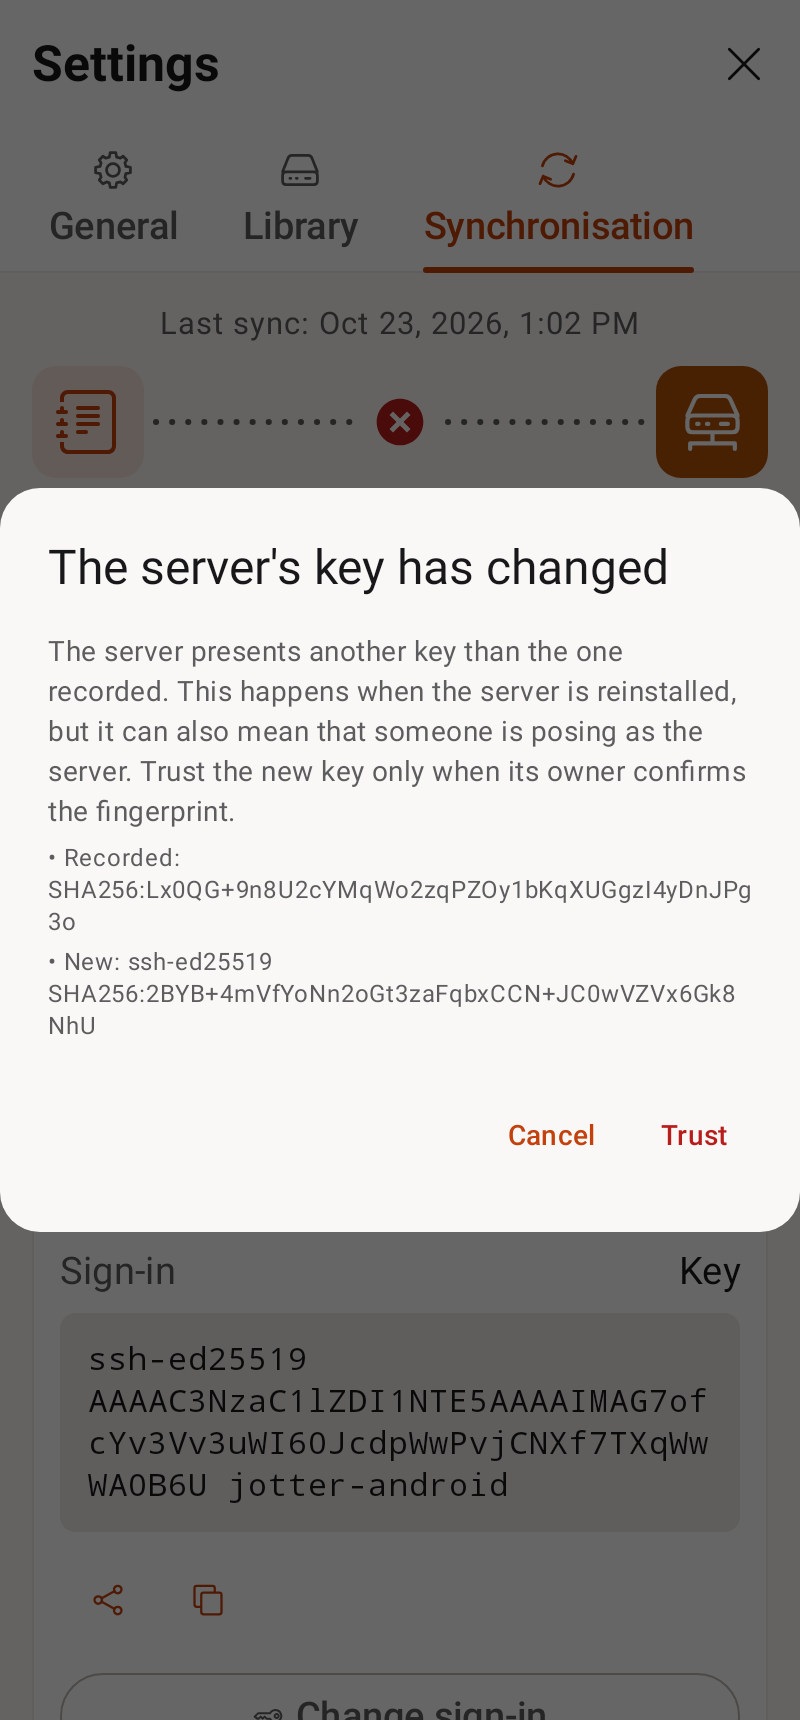 Settings
General
Library
Synchronisation
Last sync: Oct 23, 2026, 1:02 PM
The server's key has changed
The server presents another key than the one
recorded. This happens when the server is reinstalled,
but it can also mean that someone is posing as the
server. Trust the new key only when its owner confirms
the fingerprint.
• Recorded:
SHA256:Lx0QG+9n8U2cYMqWo2zqPZOy1bKqXUGgzI4yDnJPg
3o
• New: ssh-ed25519
SHA256:2BYB+4mVfYoNn2oGt3zaFqbxCCN+JC0wVZVx6Gk8
NhU
Cancel
Trust
Sign-in
Key
ssh-ed25519
AAAAC3NzaC1lZDI1NTE5AAAAIMAG7of
cYv3Vv3uWI6OJcdpWwPvjCNXf7TXqWw
WAOB6U jotter-android
Change sign-in